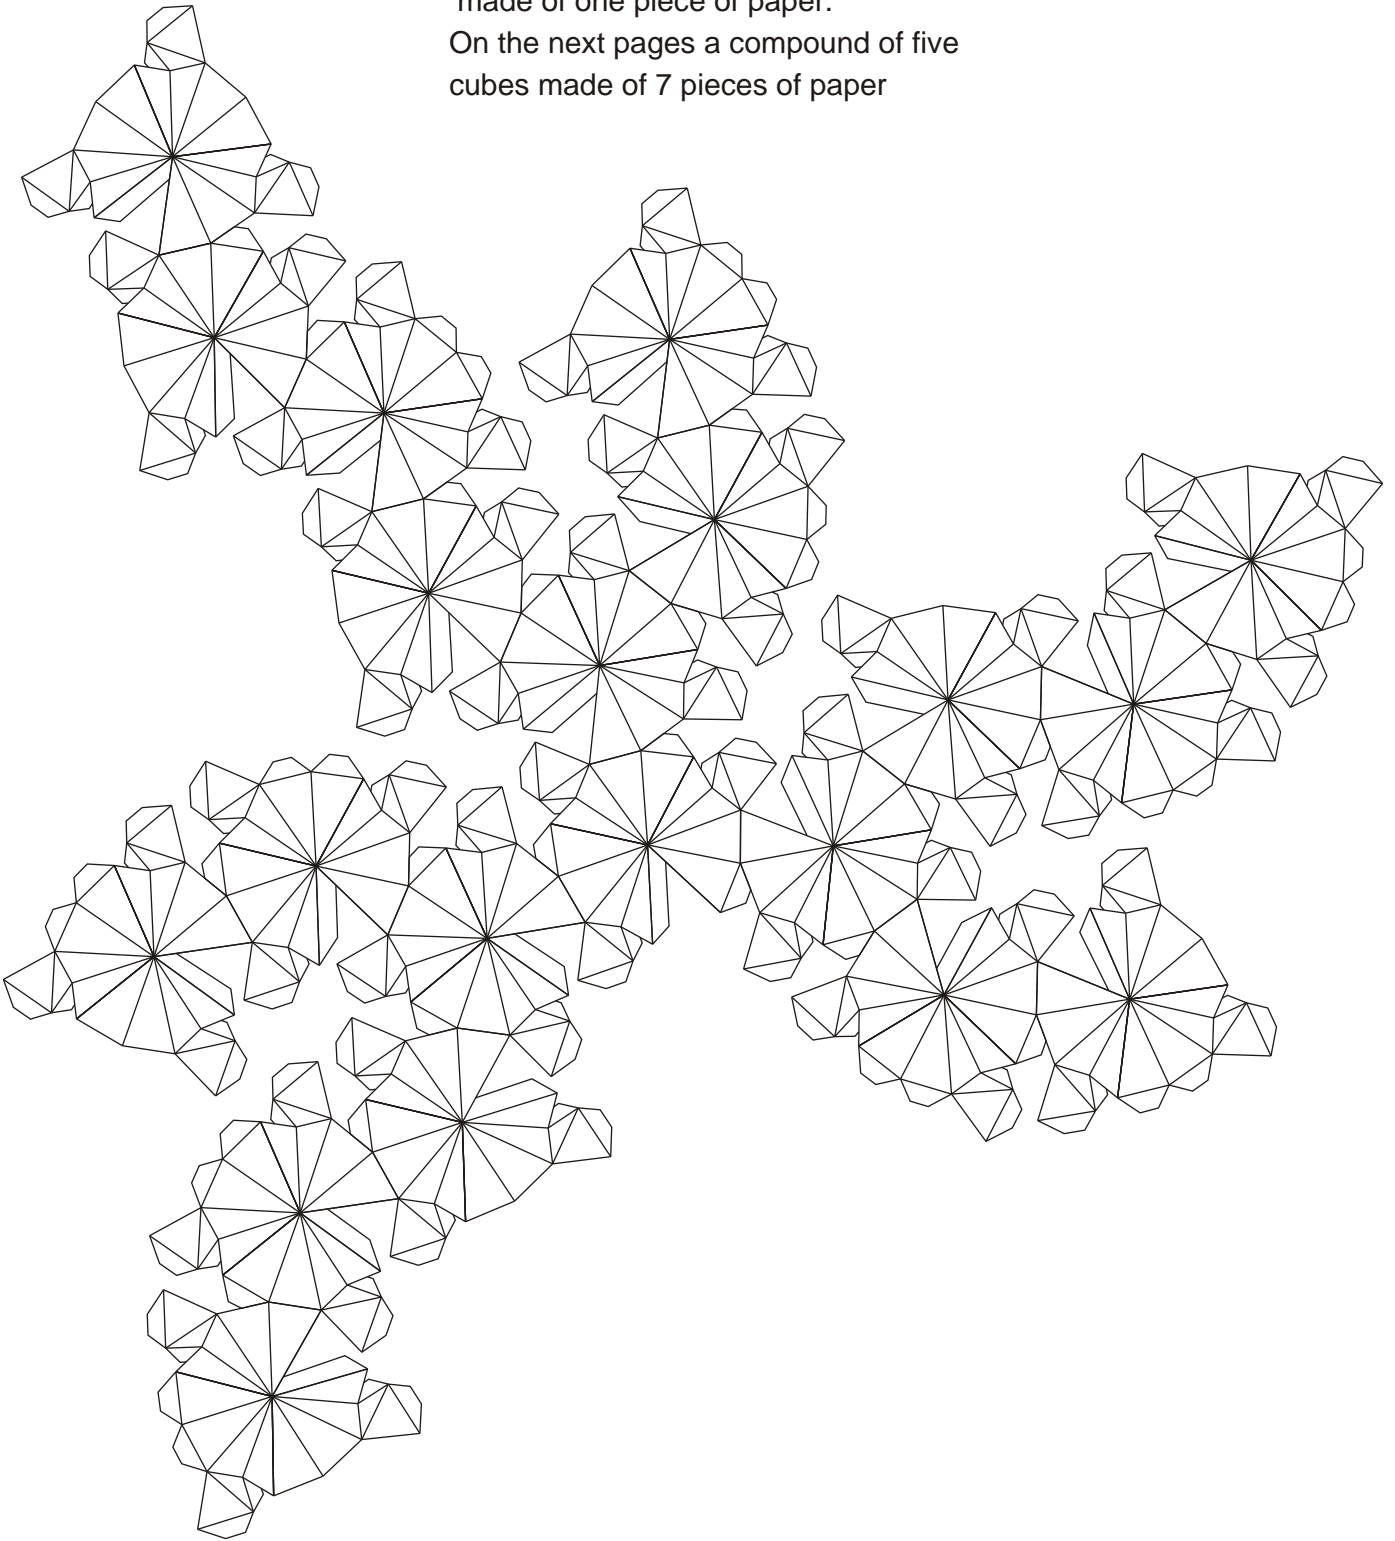 made of one piece of paper.
On the next pages a compound of five
cubes made of 7 pieces of paper